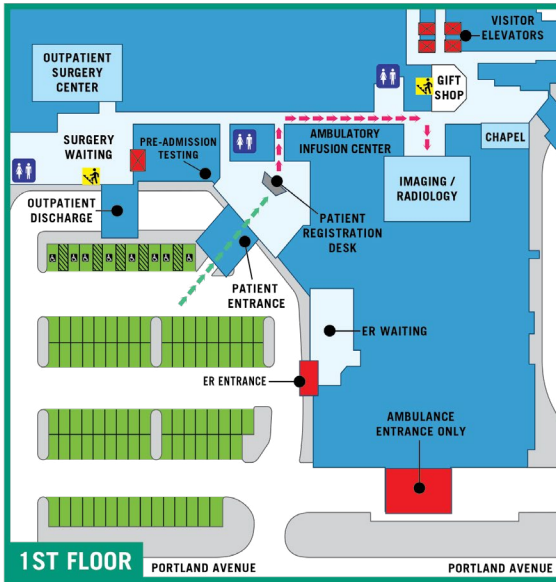 VISITOR
ELEVATORS
OUTPATIENT
SURGERY
CENTER
GIFT
SHOP
SURGERY
WAITING
PRE-ADMISSION
TESTING
AMBULATORY
INFUSION CENTER
CHAPEL
IMAGING /
RADIOLOGY
OUTPATIENT
DISCHARGE
PATIENT
REGISTRATION
DESK
PATIENT
ENTRANCE
ER WAITING
ER ENTRANCE
AMBULANCE
ENTRANCE ONLY
1ST FLOOR
PORTLAND AVENUE
PORTLAND AVENUE